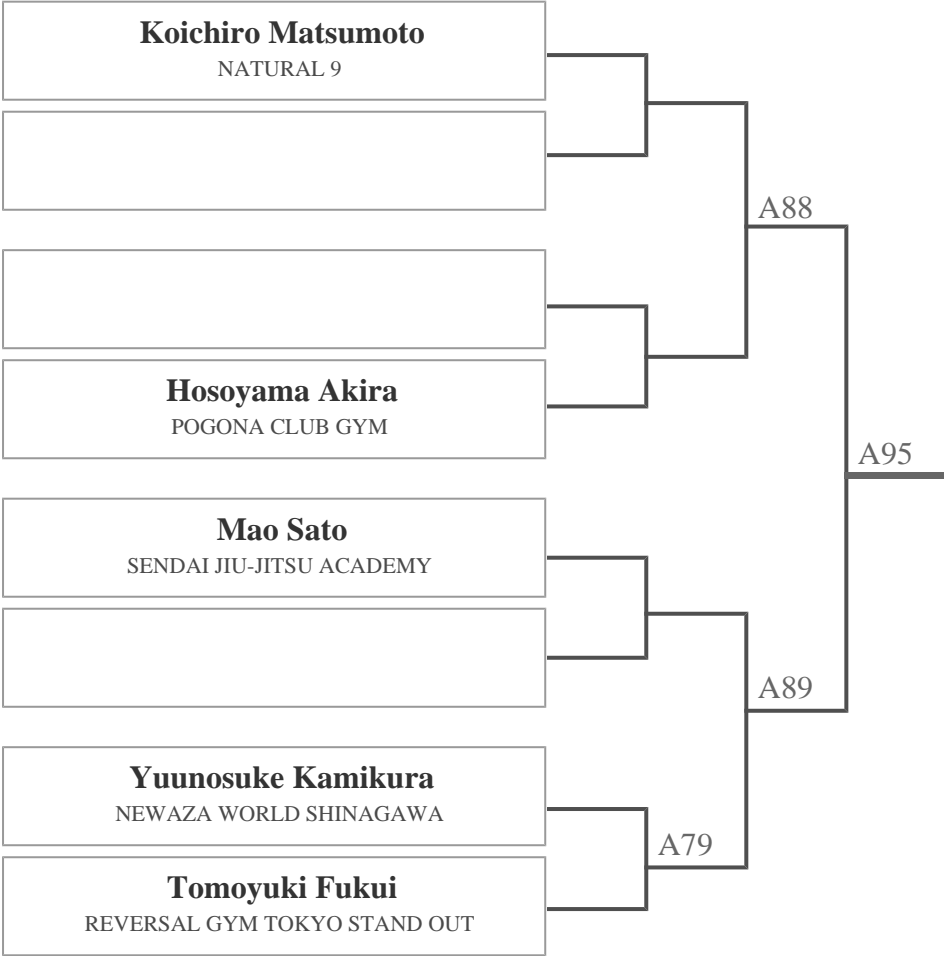 Koichiro Matsumoto
NATURAL 9
A88
Hosoyama Akira
POGONA CLUB GYM
A95
Mao Sato
SENDAI JIU-JITSU ACADEMY
A89
Yuunosuke Kamikura
NEWAZA WORLD SHINAGAWA
A79
Tomoyuki Fukui
REVERSAL GYM TOKYO STAND OUT